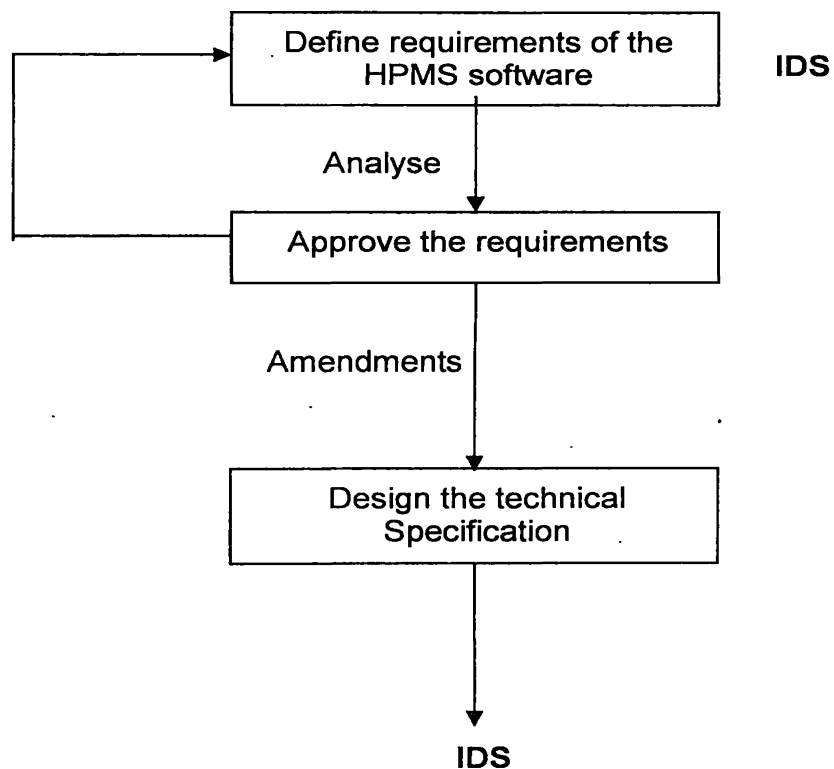 Define requirements of the
HPMS software
IDS
Analyse
Approve the requirements
Amendments
Design the technical
Specification
IDS